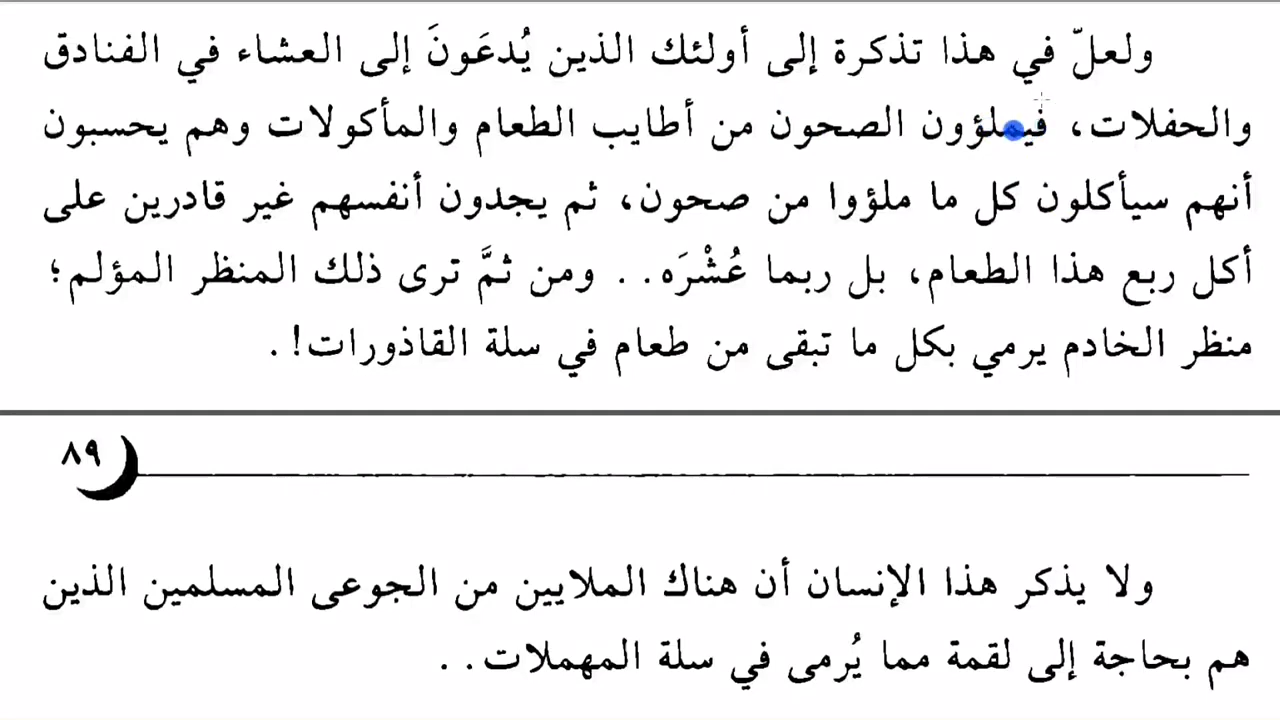 ولعلّ في هذا تذكرة إلى أولئك الذين يُدعَونَ إلى العشاء في الفنادق
والحفلات، فيملؤون الصحون من أطايب الطعام والمأكولات وهم يحسبون
أنهم سيأكلون كل ما ملؤوا من صحون، ثم يجدون أنفسهم غير قادرين على
أكل ربع هذا الطعام، بل ربما عُشْرَه.. ومن ثمَّ ترى ذلك المنظر المؤلم؛
منظر الخادم يرمي بكل ما تبقى من طعام في سلة القاذورات!.
٨٩
ولا يذكر هذا الإنسان أن هناك الملايين من الجوعى المسلمين الذين
هم بحاجة إلى لقمة مما يُرمى في سلة المهملات..